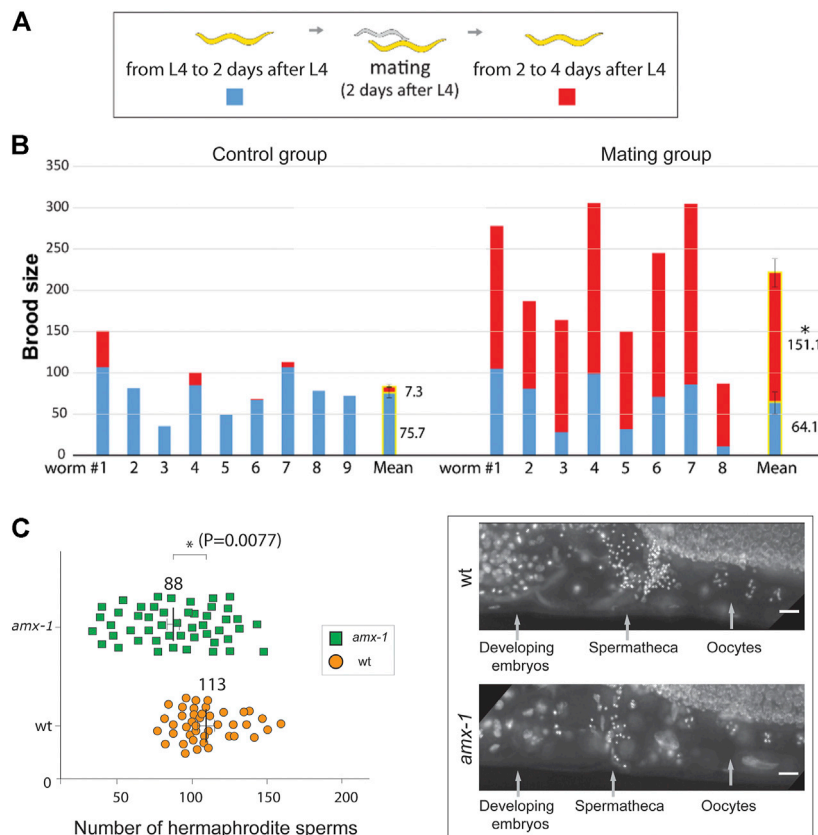 A
from L4 to 2 days after L4
mating
(2 days after L4)
from 2 to 4 days after L4
B
Control group
Mating group
Brood size
350
300
250
200
150
100
50
0
7.3
75.7
*
151.1
64.1
worm #1 2 3 4 5 6 7 8 9 Mean
worm #1 2 3 4 5 6 7 8 Mean
C
* (P=0.0077)
88
amx-1
113
wt
0
50 100 150 200
Number of hermaphrodite sperms
amx-1
wt
wt
Developing embryos
Spermatheca
Oocytes
amx-1
Developing embryos
Spermatheca
Oocytes